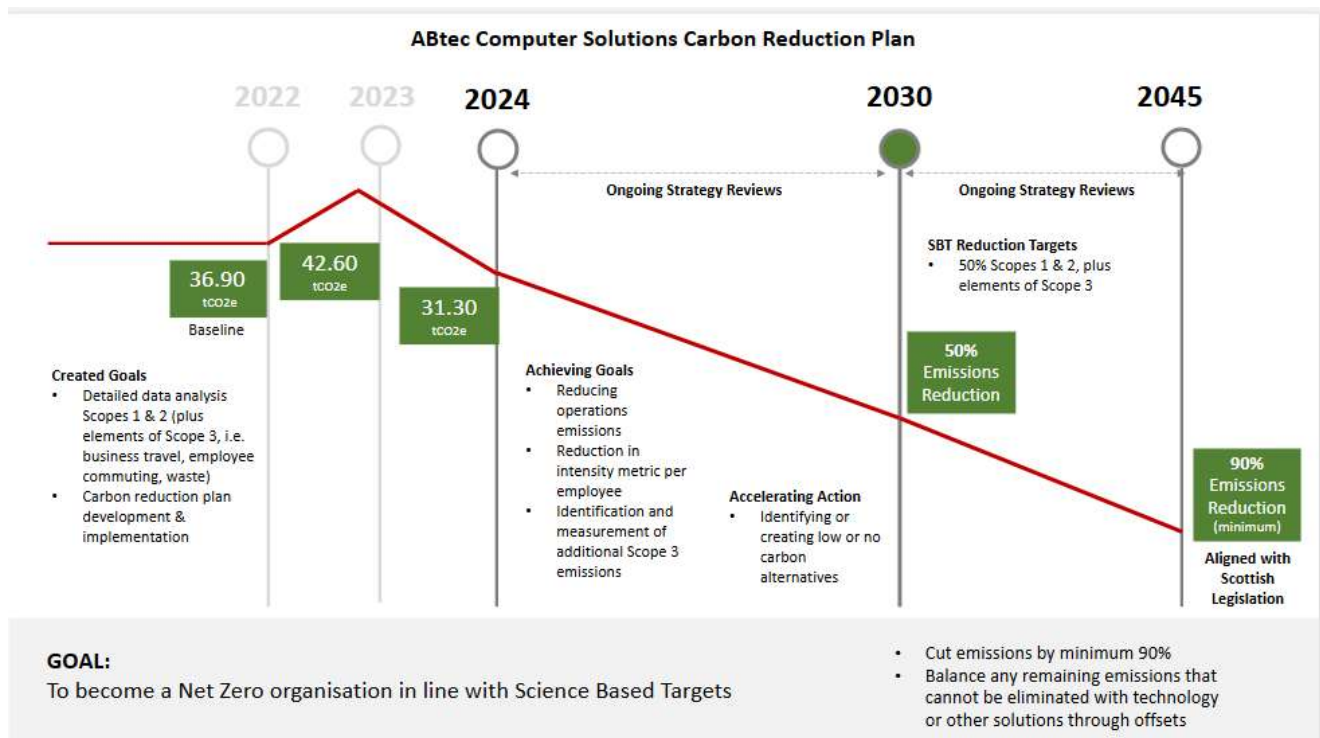 ABtec Computer Solutions Carbon Reduction Plan
2022
2023
2024
2030
2045
Ongoing Strategy Reviews
Ongoing Strategy Reviews
36.90
tCO2e
Baseline
42.60
tCO2e
31.30
tCO2e
SBT Reduction Targets
• 50% Scopes 1 & 2, plus
elements of Scope 3
50%
Emissions
Reduction
90%
Emissions
Reduction
(minimum)
Aligned with
Scottish
Legislation
Created Goals
• Detailed data analysis
Scopes 1 & 2 (plus
elements of Scope 3, i.e.
business travel, employee
commuting, waste)
• Carbon reduction plan
development &
implementation
Achieving Goals
• Reducing
operations
emissions
• Reduction in
intensity metric per
employee
• Identification and
measurement of
additional Scope 3
emissions
Accelerating Action
• Identifying or
creating low or no
carbon
alternatives
GOAL:
To become a Net Zero organisation in line with Science Based Targets
• Cut emissions by minimum 90%
• Balance any remaining emissions that
cannot be eliminated with technology
or other solutions through offsets